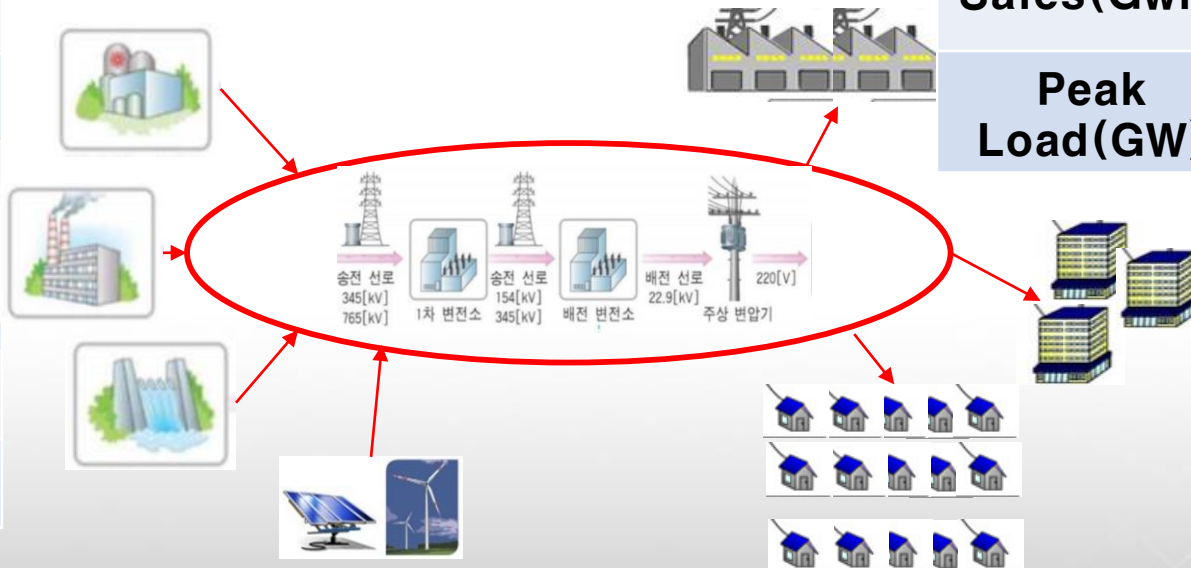 Peak
Load(GW)
송전 선로
345[kV]
765[kV]
1차 변전소
송전 선로
154[kV]
345[kV]
배전 변전소
배전 선로
22.9[kV]
주상 변압기
220[V]